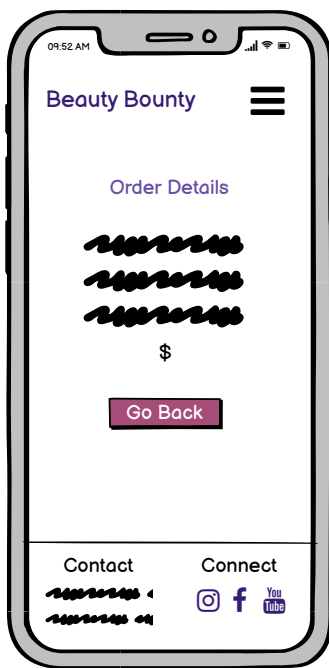 09:52 AM
Beauty Bounty
Order Details
$
Go Back
Contact
Connect
You
Tube